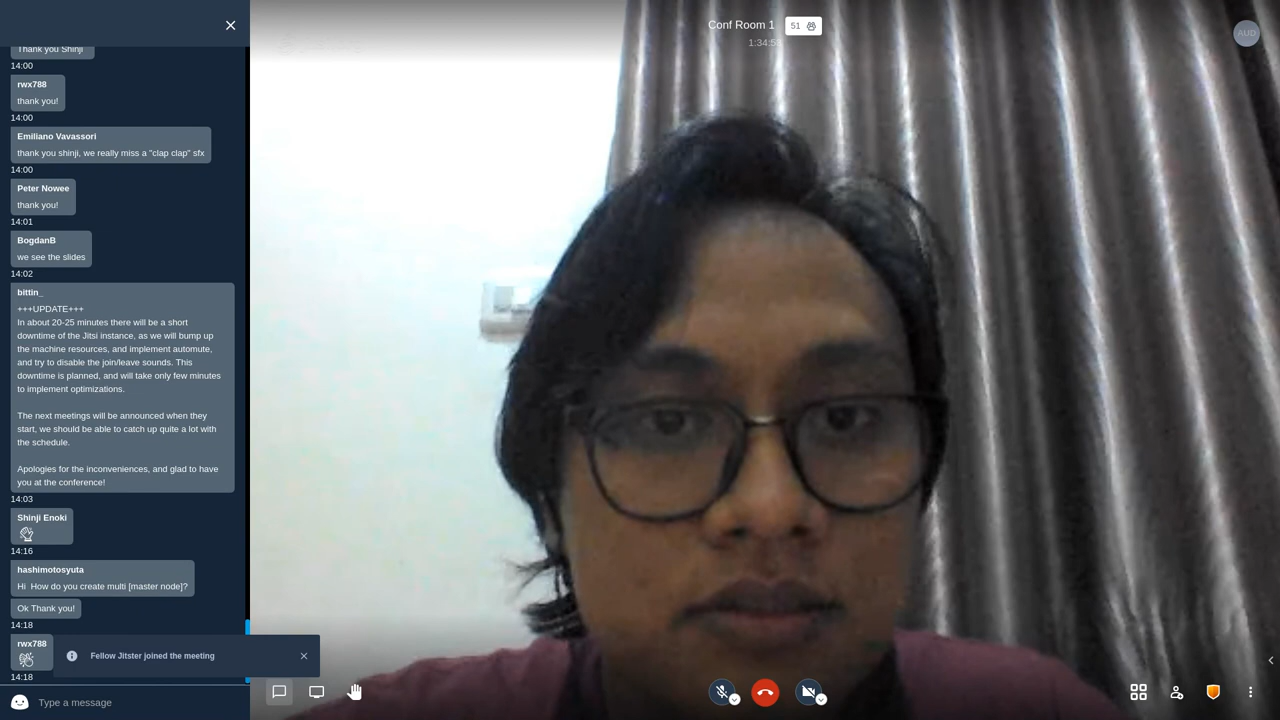 Thank you Shinji
14:00
rwx788
thank you!
14:00
Emiliano Vavassori
thank you shinji, we really miss a "clap clap" sfx
14:00
Peter Nowee
thank you!
14:01
BogdanB
we see the slides
14:02
bittin_
+++UPDATE+++
In about 20-25 minutes there will be a short
downtime of the Jitsi instance, as we will bump up
the machine resources, and implement automute,
and try to disable the join/leave sounds. This
downtime is planned, and will take only few minutes
to implement optimizations.
The next meetings will be announced when they
start, we should be able to catch up quite a lot with
the schedule.
Apologies for the inconveniences, and glad to have
you at the conference!
14:03
Shinji Enoki
14:16
hashimotosyuta
Hi  How do you create multi [master node]?
Ok Thank you!
14:18
rwx788
14:18
Type a message
Fellow Jitster joined the meeting
Conf Room 1
51
AUD